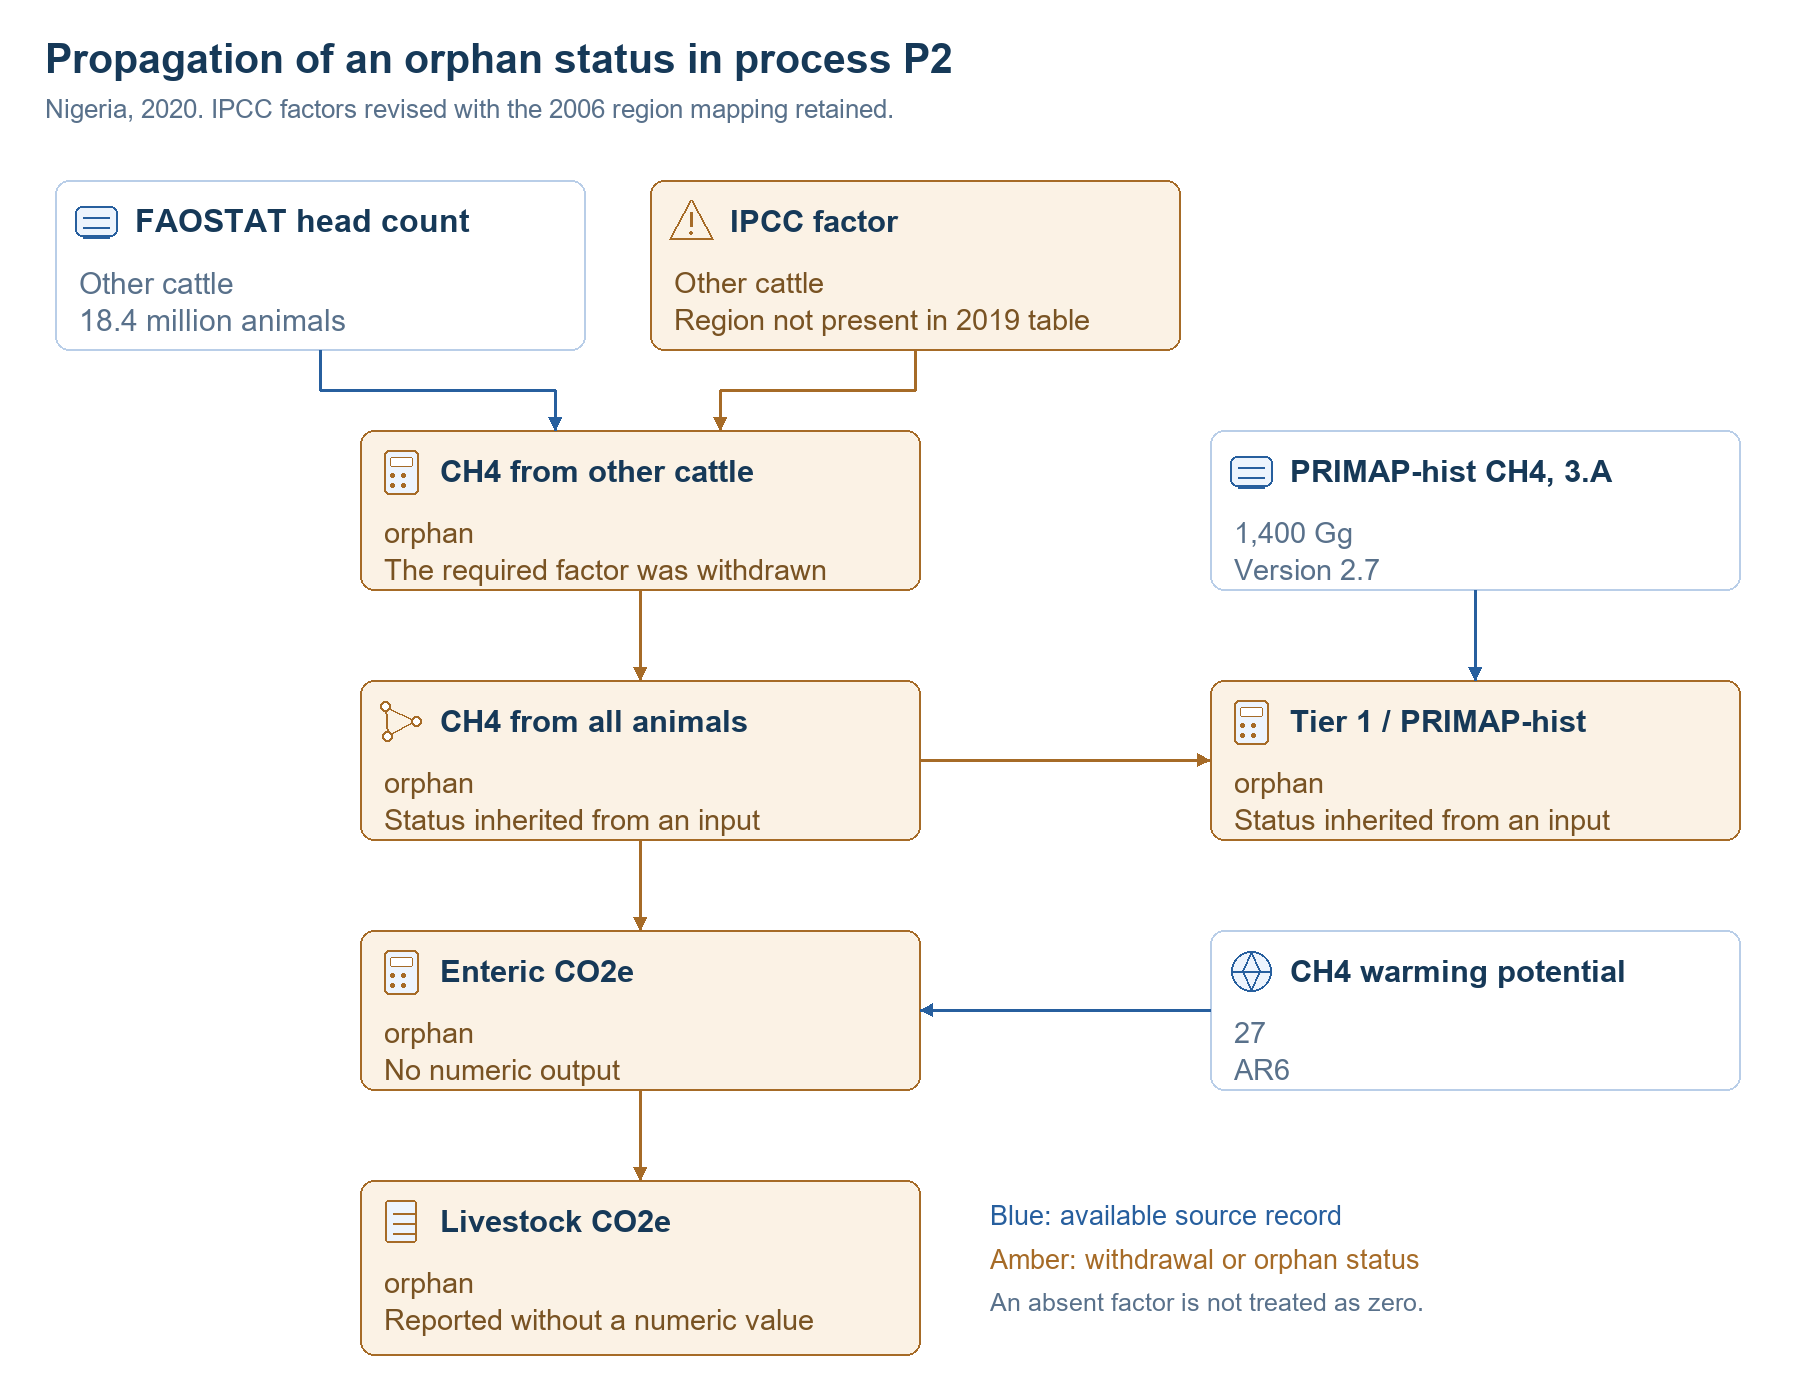 Propagation of an orphan status in process P2
Nigeria, 2020. IPCC factors revised with the 2006 region mapping retained.
FAOSTAT head count
Other cattle
18.4 million animals
IPCC factor
Other cattle
Region not present in 2019 table
CH4 from other cattle
orphan
The required factor was withdrawn
PRIMAP-hist CH4, 3.A
1,400 Gg
Version 2.7
CH4 from all animals
orphan
Status inherited from an input
Tier 1 / PRIMAP-hist
orphan
Status inherited from an input
Enteric CO2e
orphan
No numeric output
CH4 warming potential
27
AR6
Livestock CO2e
orphan
Reported without a numeric value
Blue: available source record
Amber: withdrawal or orphan status
An absent factor is not treated as zero.